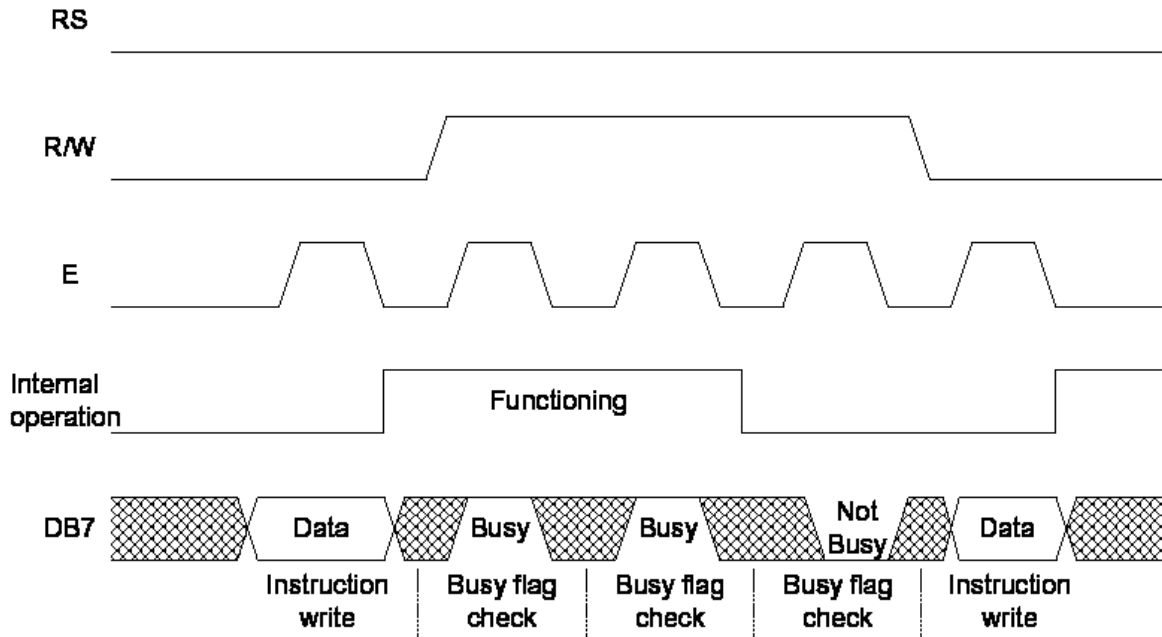 RS
R/W
E
Internal
operation
Functioning
DB7
Data
Busy
Busy
Not
Busy
Data
Instruction
write
Busy flag
check
Busy flag
check
Busy flag
check
Instruction
write